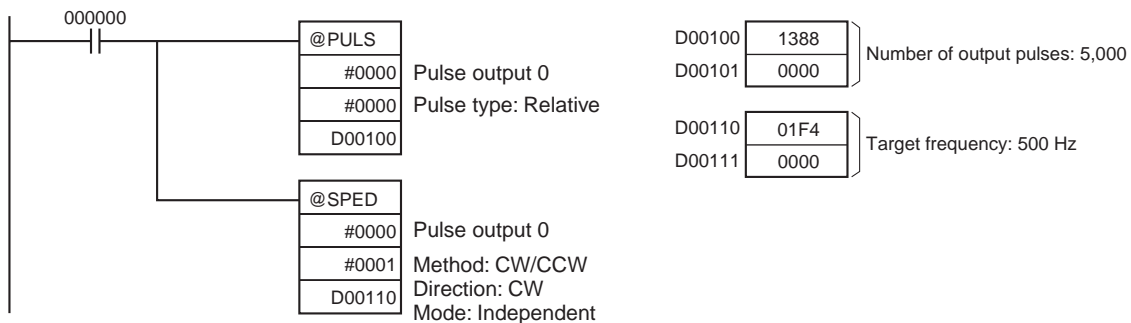 000000
@PULS
#0000 Pulse output 0
#0000 Pulse type: Relative
D00100
@SPED
#0000 Pulse output 0
#0001 Method: CW/CCW
Direction: CW
D00110
Mode: Independent
D00100 1388
D00101 0000
Number of output pulses: 5,000
D00110 01F4
D00111 0000
Target frequency: 500 Hz